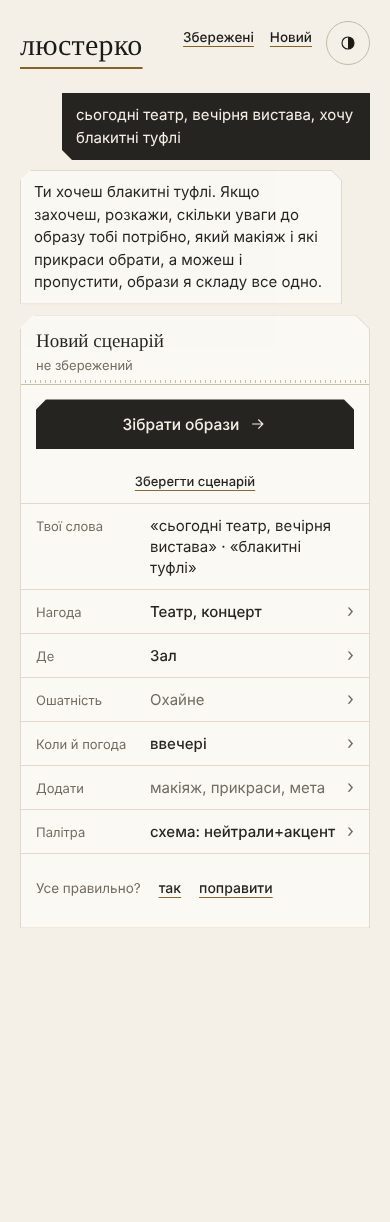 люстерко
Збережені Новий
сьогодні театр, вечірня вистава, хочу
блакитні туфлі
Ти хочеш блакитні туфлі. Якщо
захочеш, розкажи, скільки уваги до
образу тобі потрібно, який макіяж і які
прикраси обрати, а можеш і
пропустити, образи я складу все одно.
Новий сценарій
не збережений
Зібрати образи →
Зберегти сценарій
Твої слова «сьогодні театр, вечірня
вистава» · «блакитні
туфлі»
Нагода Театр, концерт
Де Зал
Ошатність Охайне
Коли й погода ввечері
Додати макіяж, прикраси, мета
Палітра схема: нейтрали+акцент
Усе правильно? так поправити